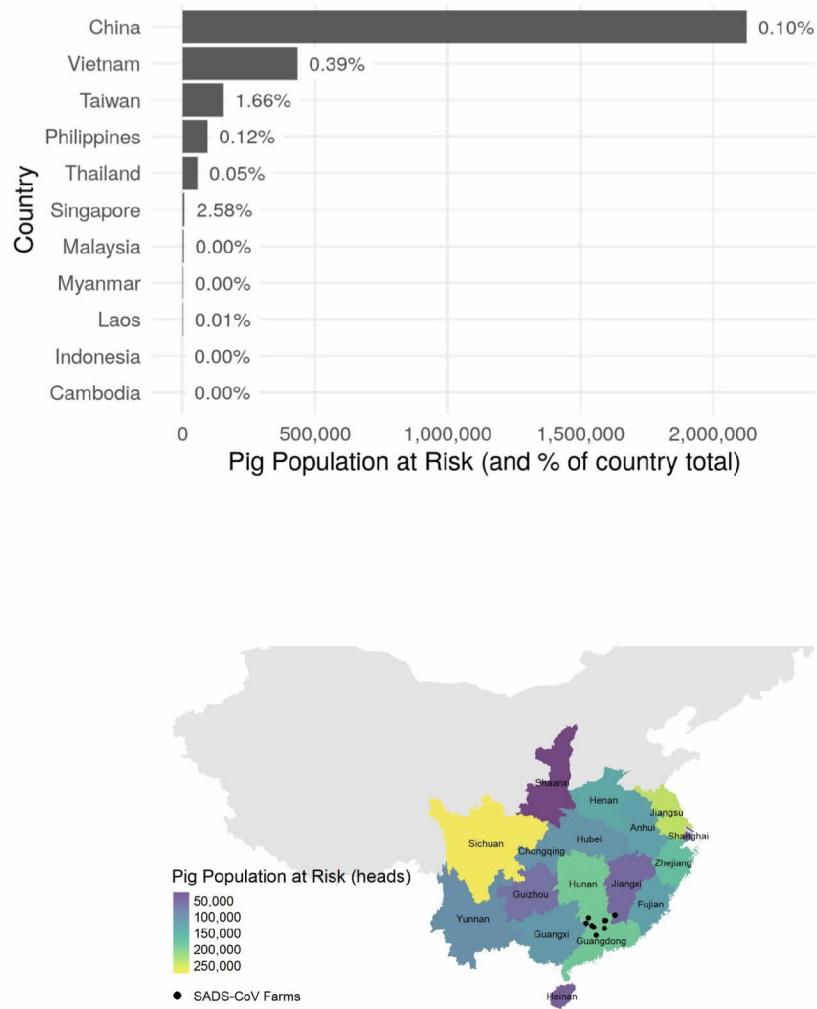 China
0.10%
Vietnam
0.39%
Taiwan
1.66%
Philippines
0.12%
Thailand
0.05%
Singapore
2.58%
Malaysia
0.00%
Myanmar
0.00%
Laos
0.01%
Indonesia
0.00%
Cambodia
0.00%
Country
0
500,000
1,000,000
1,500,000
2,000,000
Pig Population at Risk (and % of country total)
Shaanxi
Henan
Jiangsu
Anhui
Shanghai
Hubei
Sichuan
Chongqing
Zhejiang
Hunan
Jiangxi
Guizhou
Fujian
Yunnan
Guangxi
Guangdong
Hainan
Pig Population at Risk (heads)
50,000
100,000
150,000
200,000
250,000
SADS-CoV Farms